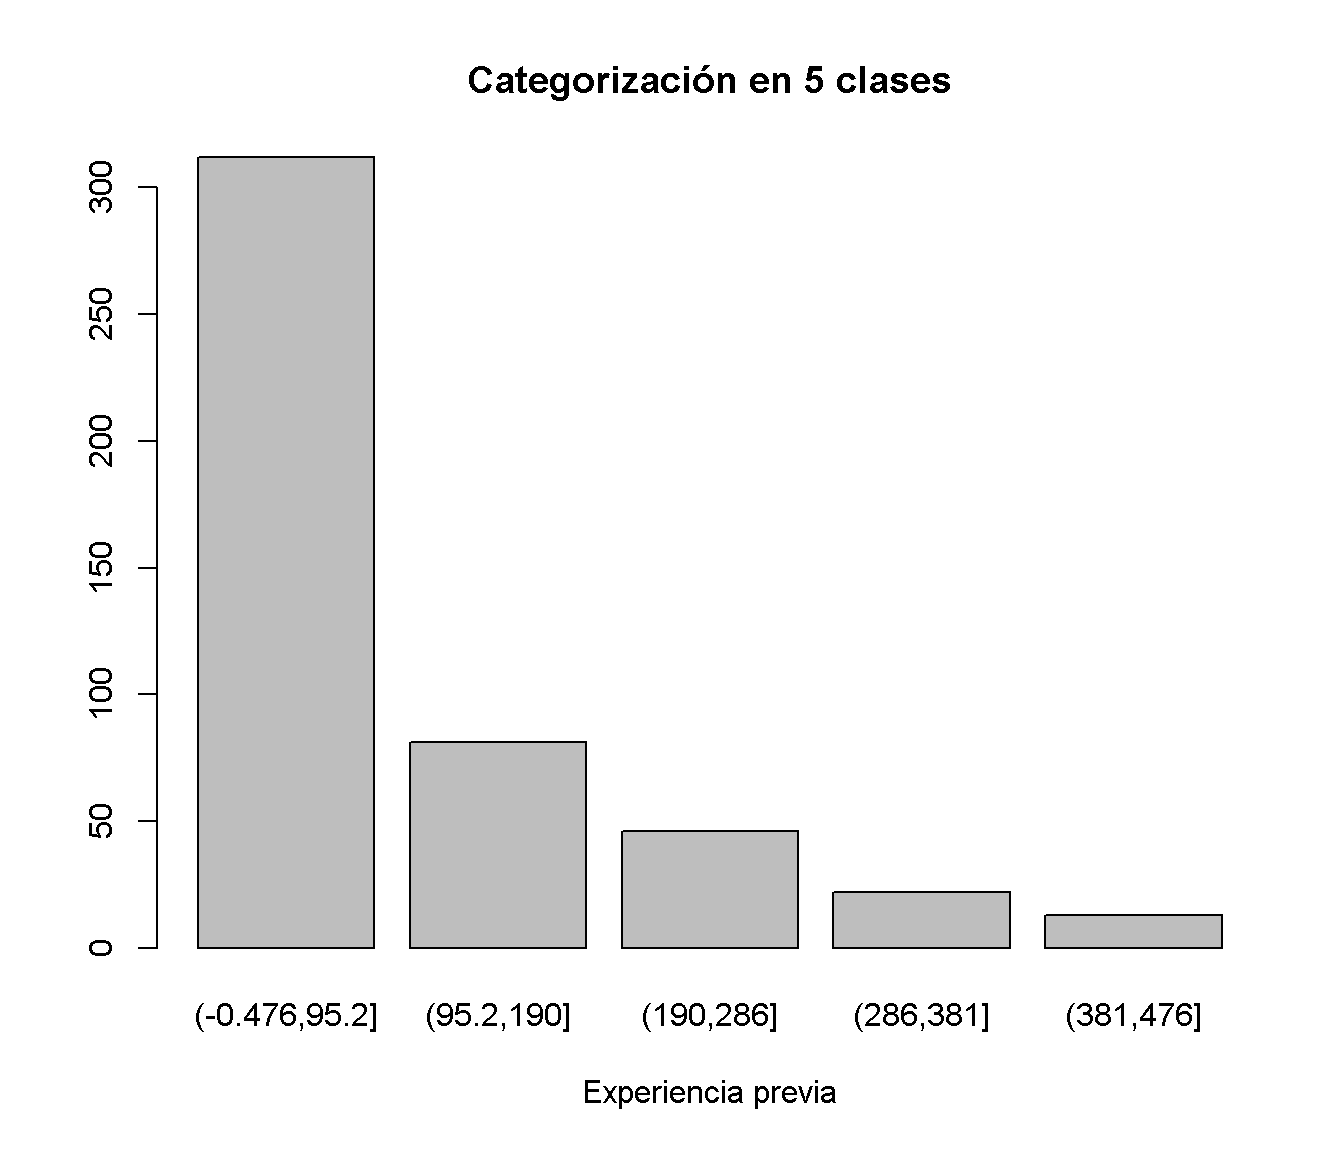 Categorización en 5 clases
300
250
200
150
100
50
0
(-0.476,95.2] (95.2,190] (190,286] (286,381] (381,476]
Experiencia previa